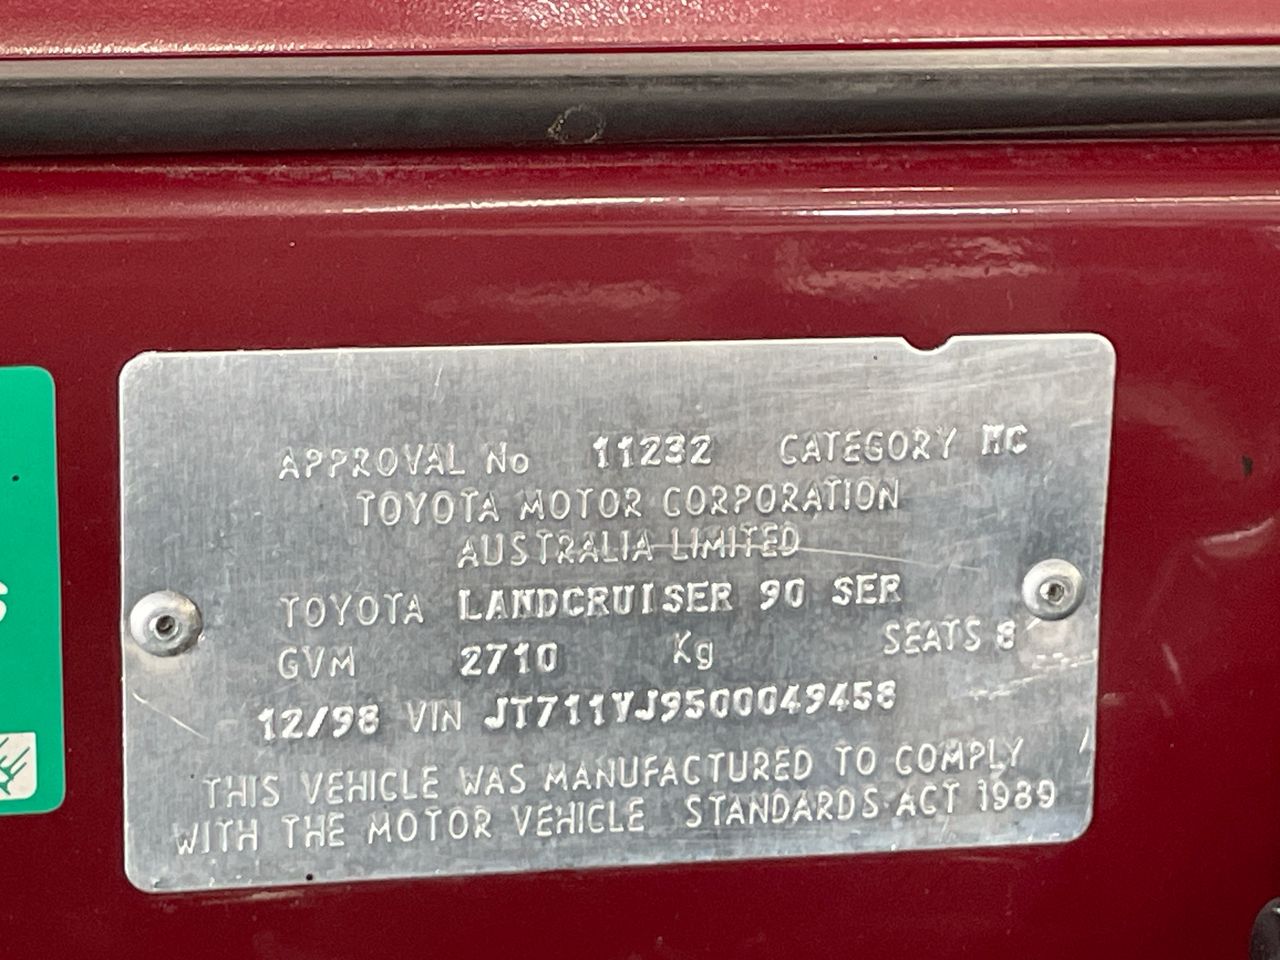 APPROVAL No 11232 CATEGORY MC
TOYOTA MOTOR CORPORATION
AUSTRALIA LIMITED
TOYOTA LANDCRUISER 90 SER
GVM 2710 Kg SEATS 8
12/98 VIN JT711YJ9500049458
THIS VEHICLE WAS MANUFACTURED TO COMPLY
WITH THE MOTOR VEHICLE STANDARDS ACT 1989
S